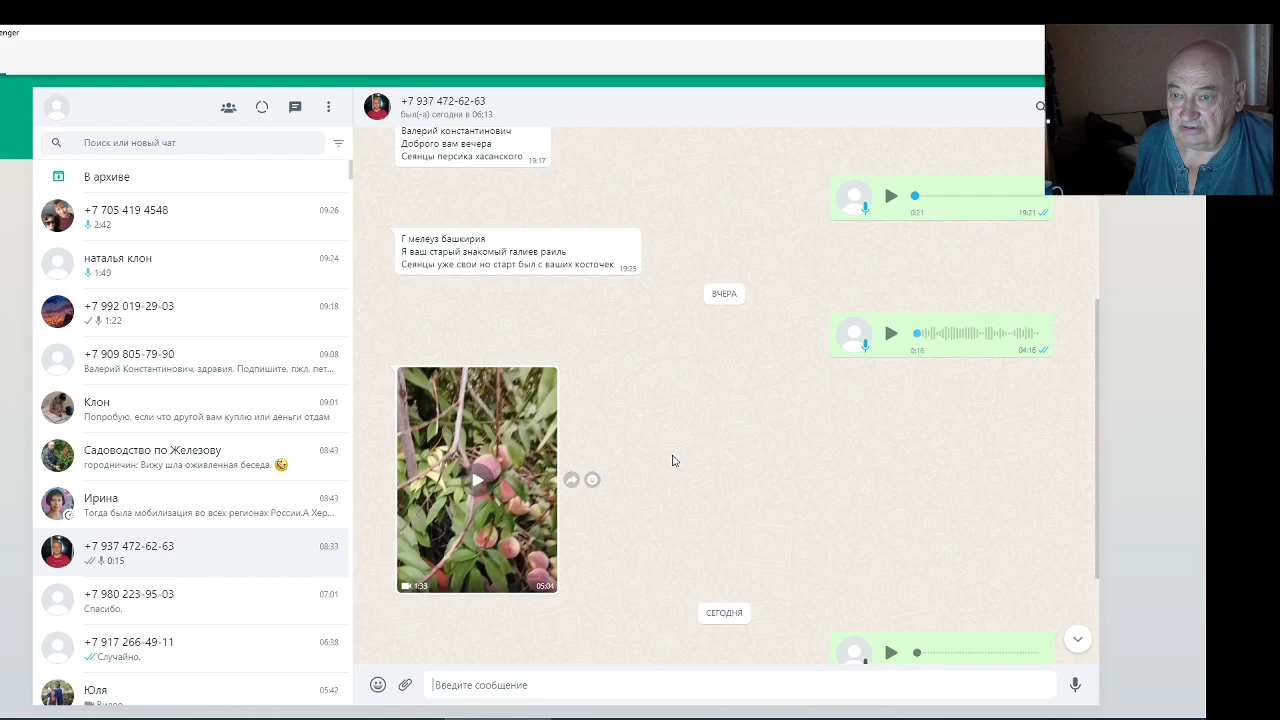 enger
Поиск или новый чат
В архиве
+7 705 419 4548
09:26
2:42
наталья клон
09:24
1:49
+7 992 019-29-03
09:18
1:22
+7 909 805-79-90
09:08
Валерий Константинович, здравия. Подпишите, пжл, пет...
Клон
09:01
Попробую, если что другой вам куплю или деньги отдам
Садоводство по Железову
08:43
городничин: Вижу шла оживленная беседа.
Ирина
08:43
Тогда была мобилизация во всех регионах России.А Хер...
+7 937 472-62-63
08:33
0:15
+7 980 223-95-03
07:01
Спасибо.
+7 917 266-49-11
06:38
Случайно.
Юля
05:42
Видео
+7 937 472-62-63
был(-а) сегодня в 06:13
Валерий константинович
Доброго вам вечера
Сеянцы персика хасанского 19:17
0:21 19:21
Г мелеуз башкирия
Я ваш старый знакомый галиев раиль
Сеянцы уже свои но старт был с ваших косточек 19:25
ВЧЕРА
0:16 04:16
1:33 05:04
СЕГОДНЯ
Введите сообщение